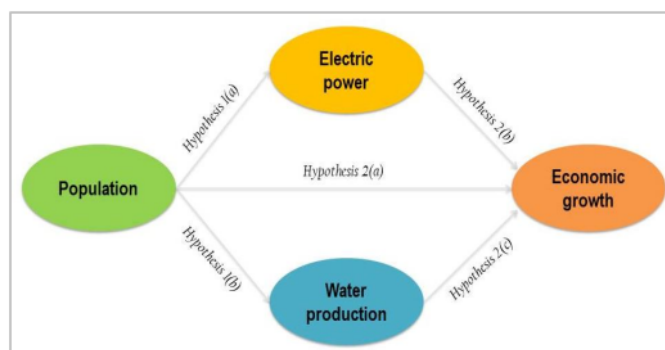 Electric
power
Hypothesis 1(a)
Hypothesis 2(b)
Population
Hypothesis 2(a)
Economic
growth
Hypothesis 1(b)
Hypothesis 2(c)
Water
production